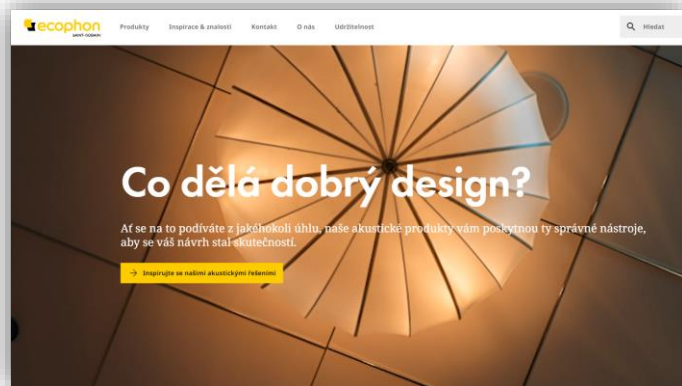 ecophon
SAINT-GOBAIN
Produkty
Inspirace & znalosti
Kontakt
O nás
Udržitelnost
Hledat
Co dělá dobrý design?
Ať se na to podíváte z jakéhokoli úhlu, naše akustické produkty vám poskytnou ty správné nástroje,
aby se váš návrh stal skutečností.
→ Inspirujte se našimi akustickými řešeními